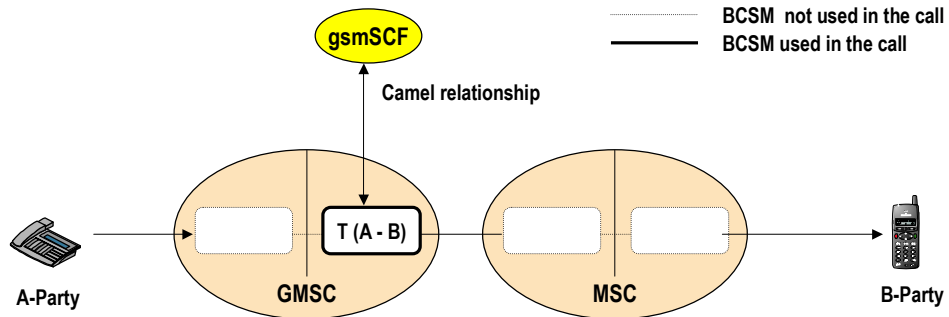 BCSM not used in the call
gsmSCF
BCSM used in the call
Camel relationship
T (A - B)
A-Party
GMSC
MSC
B-Party